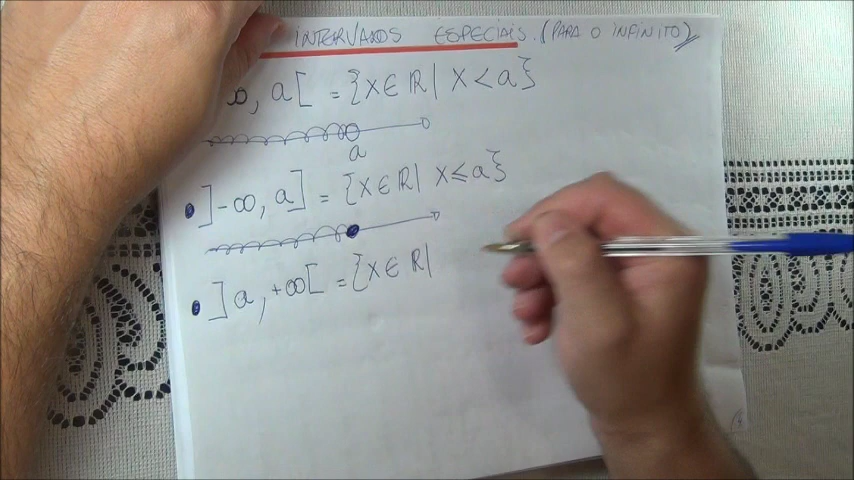 INTERVALOS ESPECIAIS. (PARA O INFINITO)
∞, a[ = {x∈ℝ| x<a}
a
• ]-∞, a] = {x∈ℝ| x≤a}
• ]a, +∞[ = {x∈ℝ|